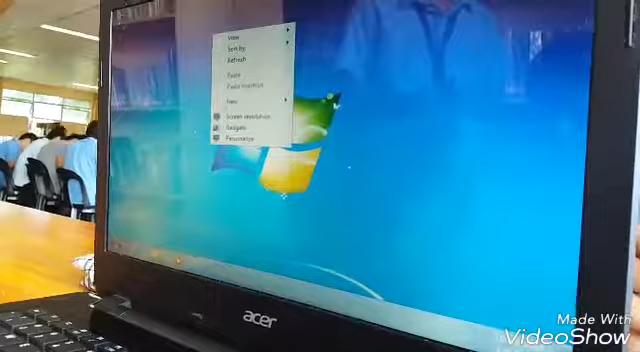 View
Sort by
Refresh
Paste
Paste shortcut
New
Screen resolution
Gadgets
Personalize
acer
Made With
VideoShow